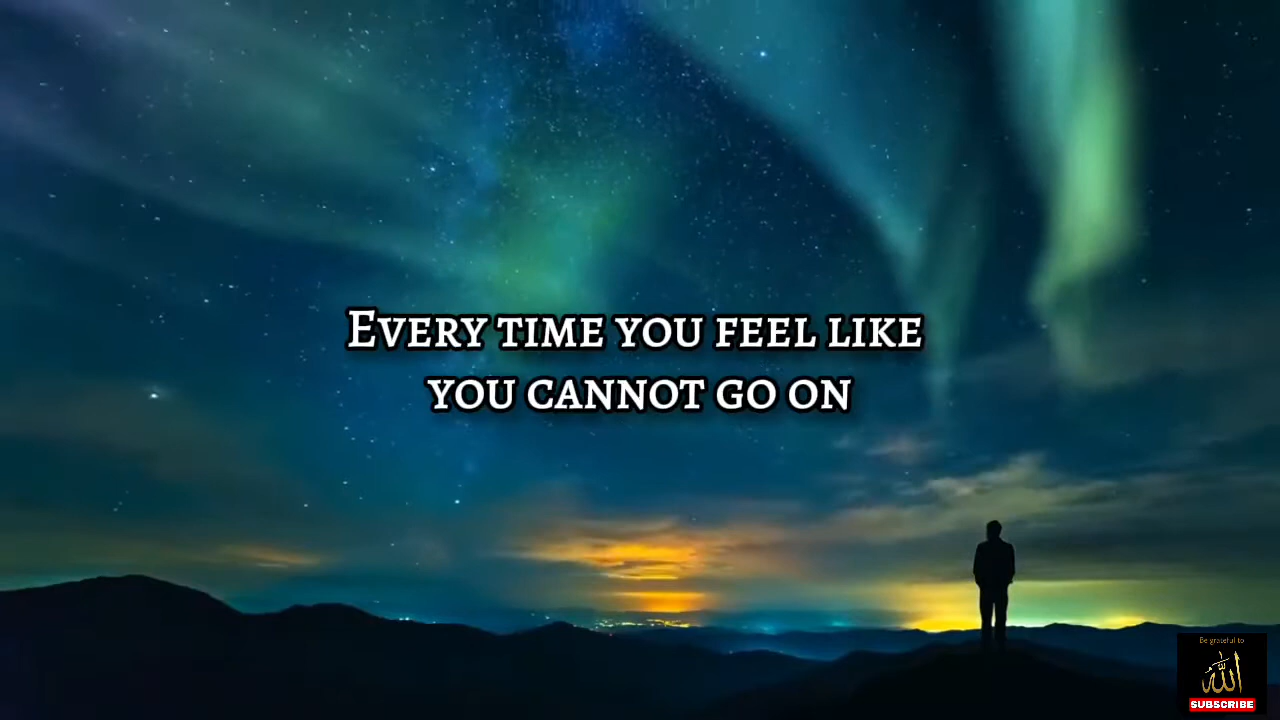 Every time you feel like
you cannot go on
Be grateful to
الله
SUBSCRIBE